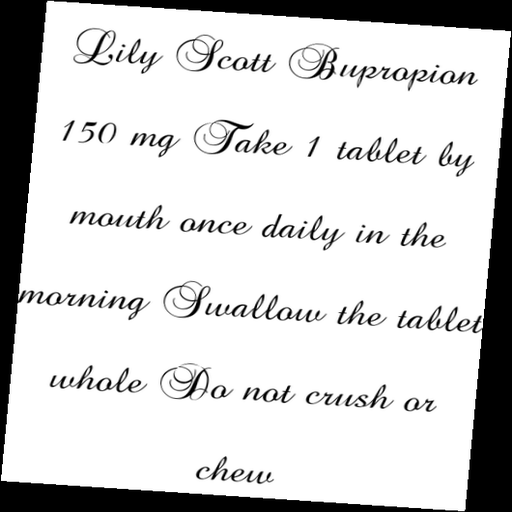 Lily Scott Bupropion
150 mg Take 1 tablet by
mouth once daily in the
morning Swallow the tablet
whole Do not crush or
chew